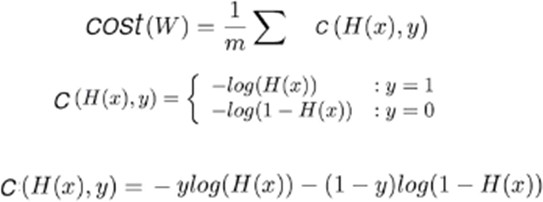 cost(W) = 1/m ∑ c(H(x), y)
C(H(x), y) = { -log(H(x)) : y = 1
-log(1 - H(x)) : y = 0
C(H(x), y) = - ylog(H(x)) - (1 - y)log(1 - H(x))